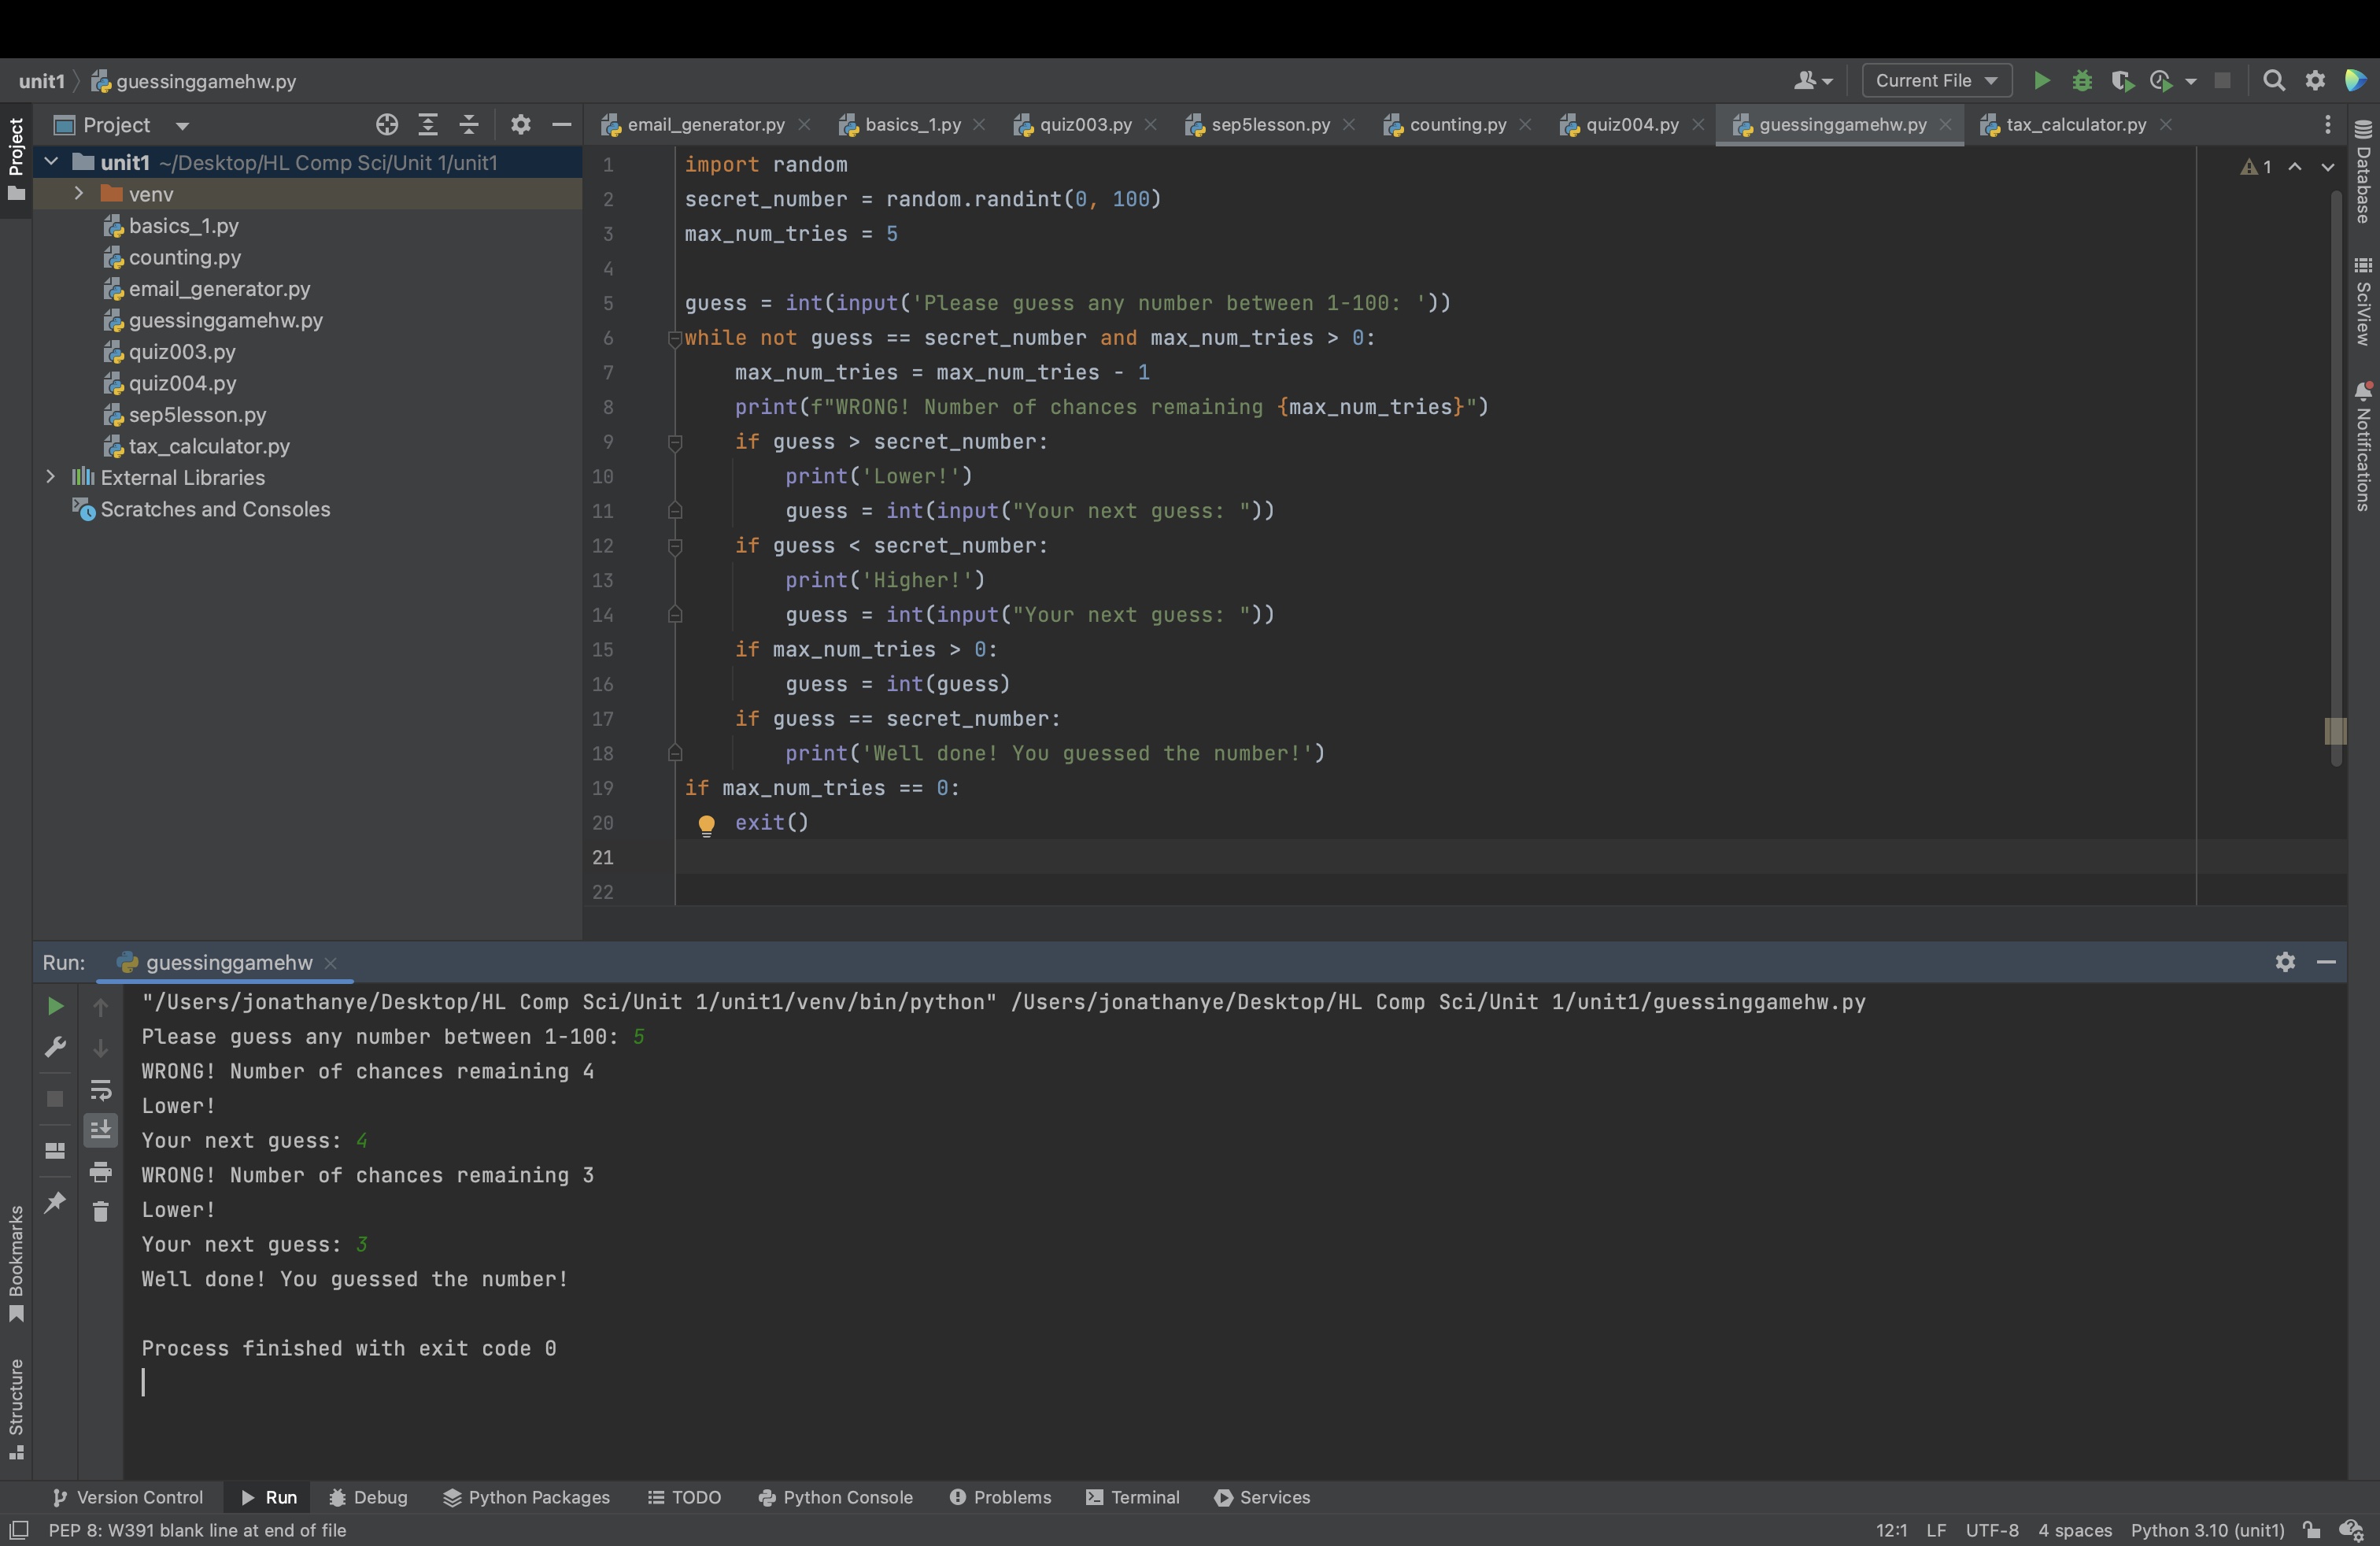 unit1 guessinggamehw.py
Current File
Project
email_generator.py
basics_1.py
quiz003.py
sep5lesson.py
counting.py
quiz004.py
guessinggamehw.py
tax_calculator.py
Project
unit1 ~/Desktop/HL Comp Sci/Unit 1/unit1
venv
basics_1.py
counting.py
email_generator.py
guessinggamehw.py
quiz003.py
quiz004.py
sep5lesson.py
tax_calculator.py
External Libraries
Scratches and Consoles
1 import random
2 secret_number = random.randint(0, 100)
3 max_num_tries = 5
4
5 guess = int(input('Please guess any number between 1-100: '))
6 while not guess == secret_number and max_num_tries > 0:
7     max_num_tries = max_num_tries - 1
8     print(f"WRONG! Number of chances remaining {max_num_tries}")
9     if guess > secret_number:
10         print('Lower!')
11         guess = int(input("Your next guess: "))
12     if guess < secret_number:
13         print('Higher!')
14         guess = int(input("Your next guess: "))
15     if max_num_tries > 0:
16         guess = int(guess)
17     if guess == secret_number:
18         print('Well done! You guessed the number!')
19 if max_num_tries == 0:
20     exit()
21
22
1
Database
SciView
Notifications
Run: guessinggamehw
"/Users/jonathanye/Desktop/HL Comp Sci/Unit 1/unit1/venv/bin/python" /Users/jonathanye/Desktop/HL Comp Sci/Unit 1/unit1/guessinggamehw.py
Please guess any number between 1-100: 5
WRONG! Number of chances remaining 4
Lower!
Your next guess: 4
WRONG! Number of chances remaining 3
Lower!
Your next guess: 3
Well done! You guessed the number!
Process finished with exit code 0
Bookmarks
Structure
Version Control Run Debug Python Packages TODO Python Console Problems Terminal Services
PEP 8: W391 blank line at end of file
12:1 LF UTF-8 4 spaces Python 3.10 (unit1)